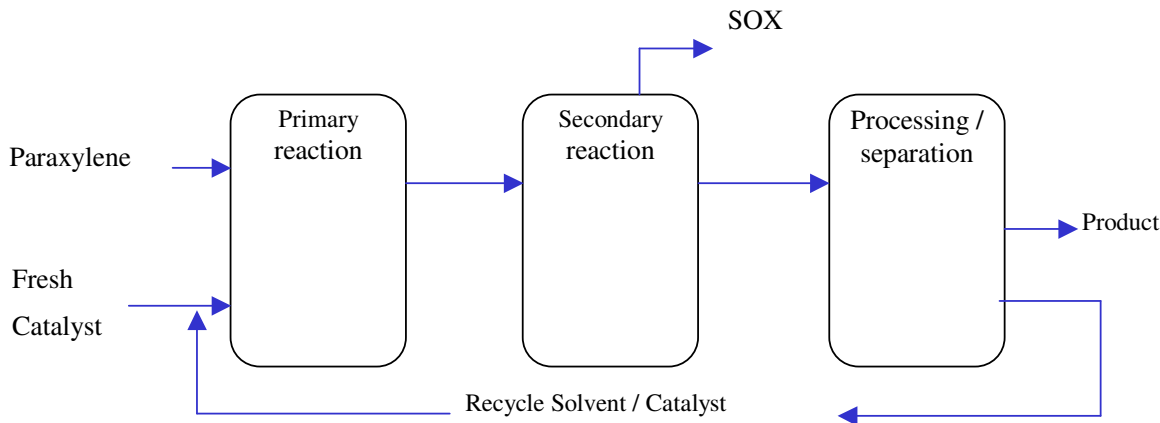 SOX
Primary
reaction
Secondary
reaction
Processing /
separation
Paraxylene
Product
Fresh
Catalyst
Recycle Solvent / Catalyst